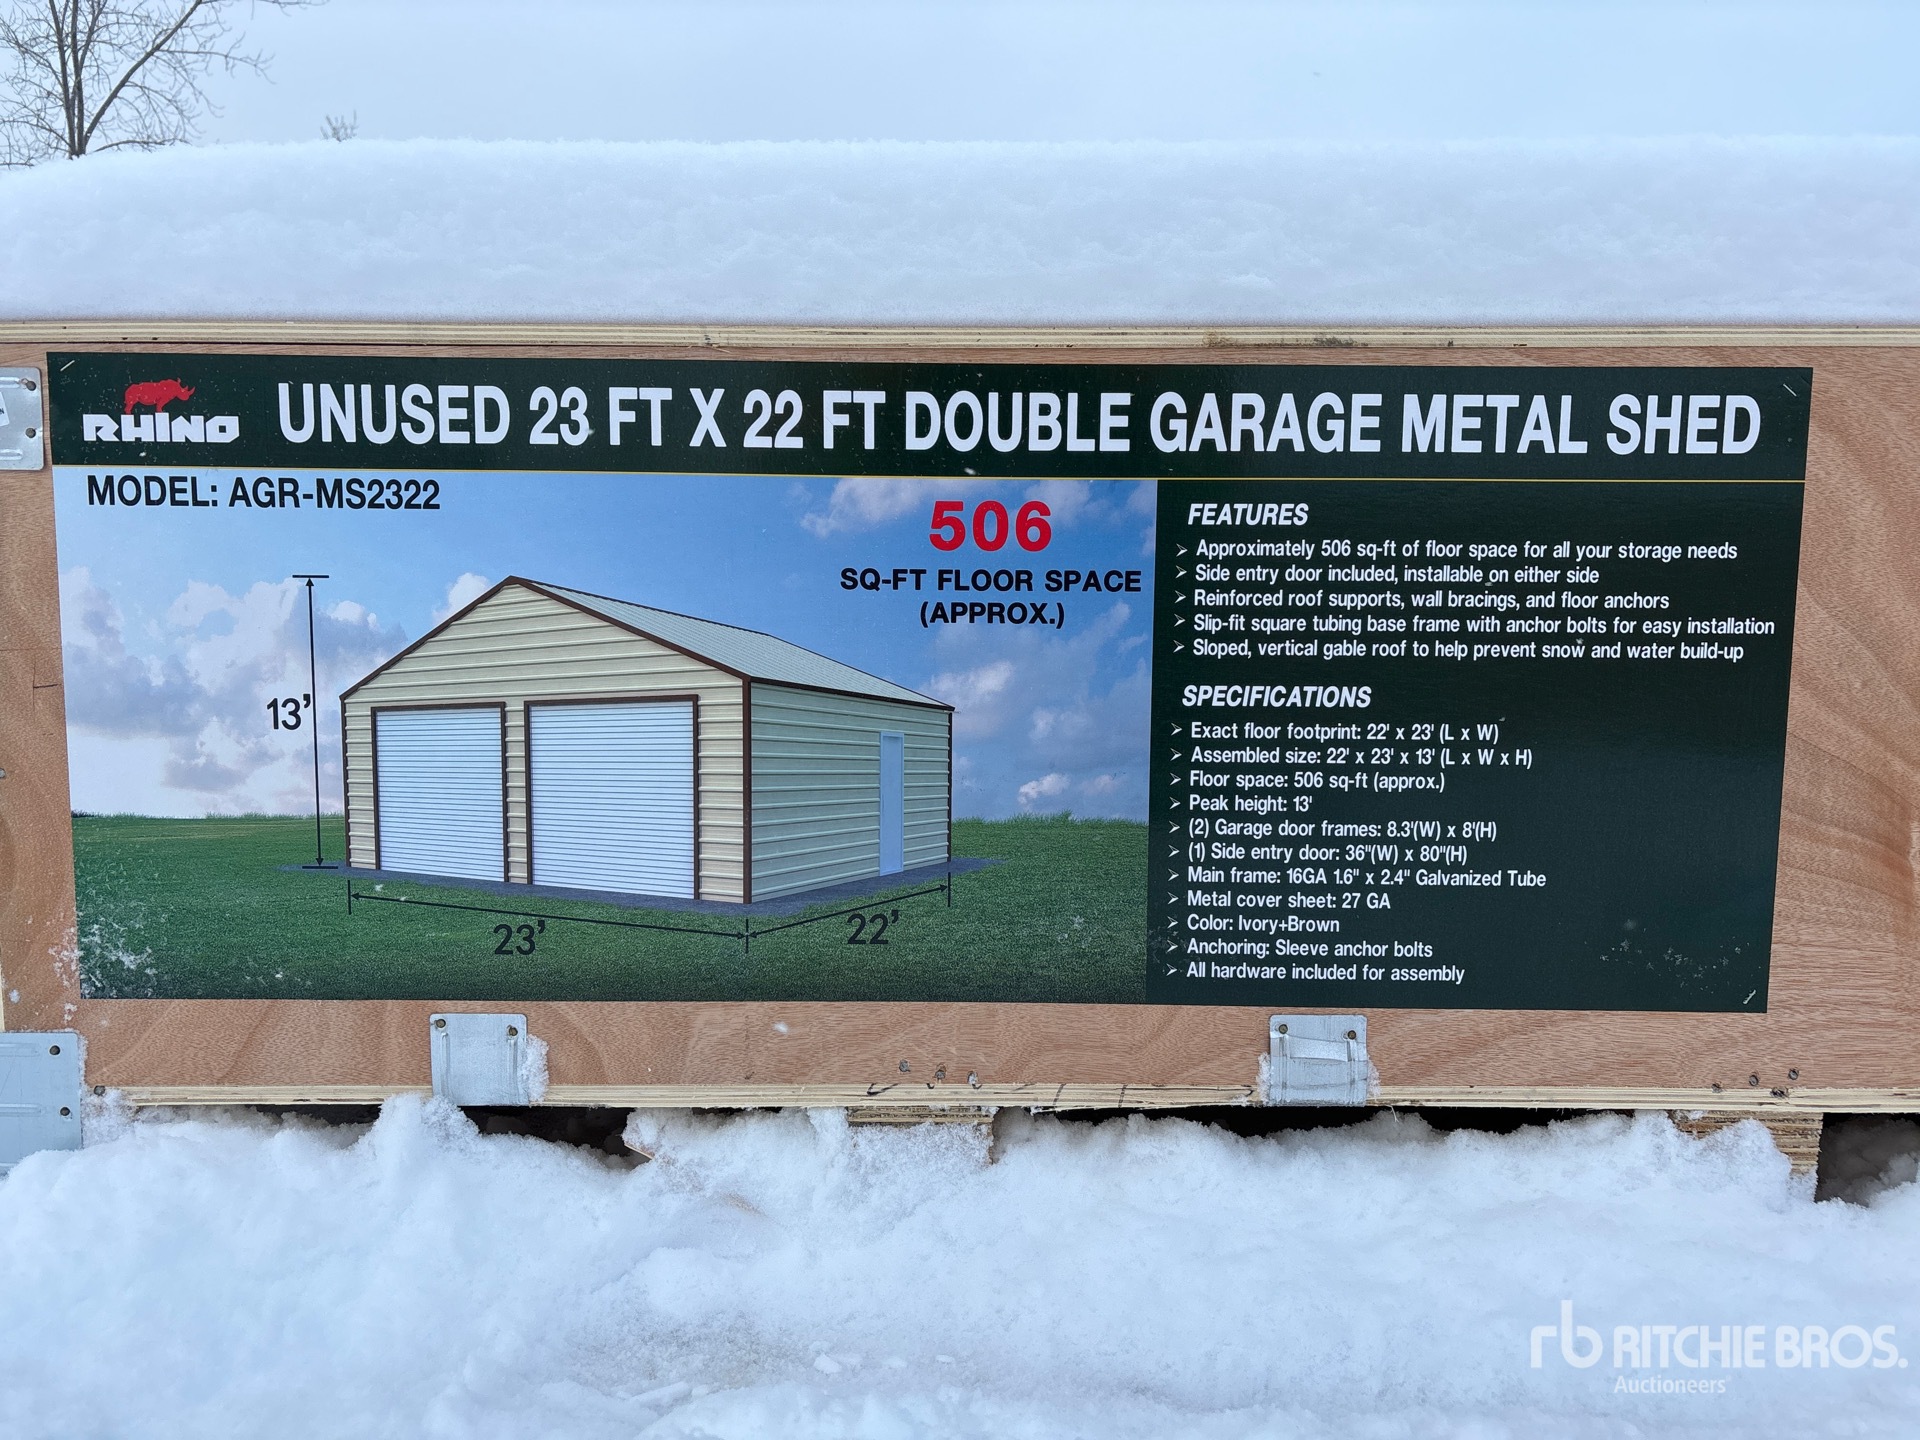 RHINO
UNUSED 23 FT X 22 FT DOUBLE GARAGE METAL SHED
MODEL: AGR-MS2322
506
SQ-FT FLOOR SPACE
(APPROX.)
13'
23'
22'
FEATURES
➢ Approximately 506 sq-ft of floor space for all your storage needs
➢ Side entry door included, installable on either side
➢ Reinforced roof supports, wall bracings, and floor anchors
➢ Slip-fit square tubing base frame with anchor bolts for easy installation
➢ Sloped, vertical gable roof to help prevent snow and water build-up
SPECIFICATIONS
➢ Exact floor footprint: 22' x 23' (L x W)
➢ Assembled size: 22' x 23' x 13' (L x W x H)
➢ Floor space: 506 sq-ft (approx.)
➢ Peak height: 13'
➢ (2) Garage door frames: 8.3'(W) x 8'(H)
➢ (1) Side entry door: 36"(W) x 80"(H)
➢ Main frame: 16GA 1.6" x 2.4" Galvanized Tube
➢ Metal cover sheet: 27 GA
➢ Color: Ivory+Brown
➢ Anchoring: Sleeve anchor bolts
➢ All hardware included for assembly
rb RITCHIE BROS.
Auctioneers